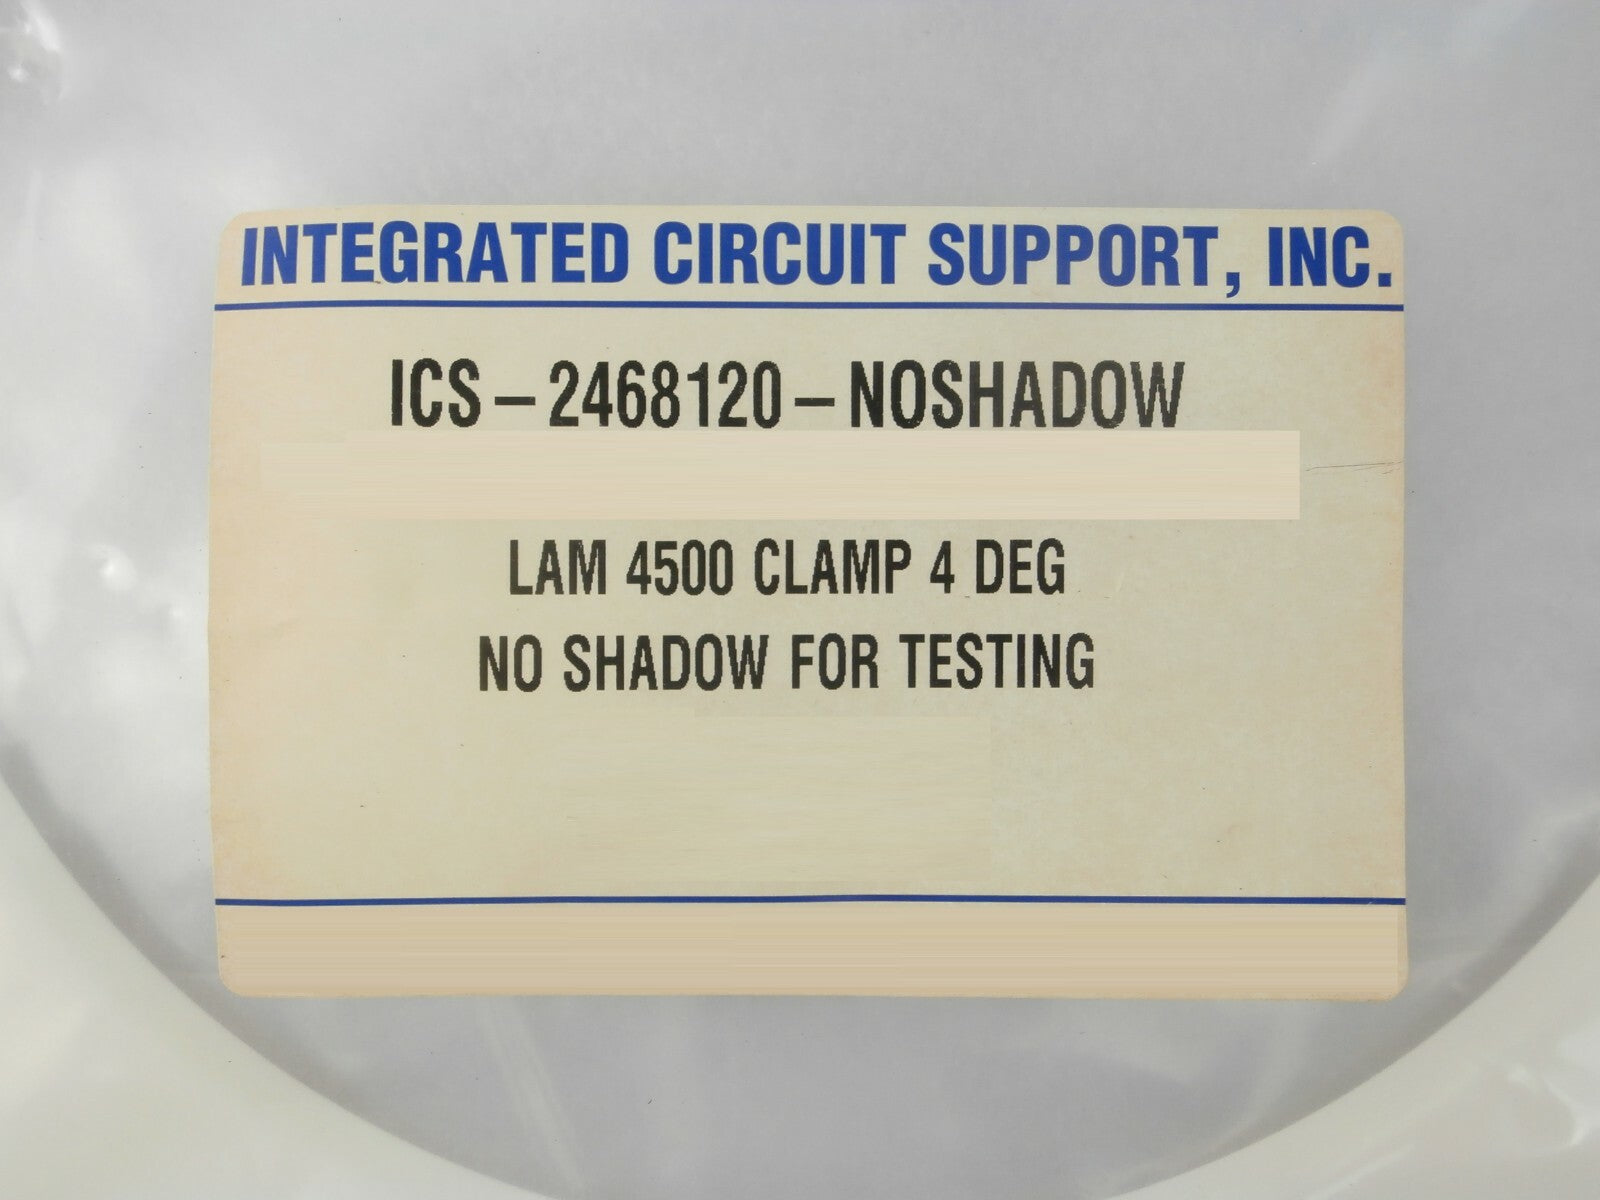 INTEGRATED CIRCUIT SUPPORT, INC.
ICS-2468120-NOSHADOW
LAM 4500 CLAMP 4 DEG
NO SHADOW FOR TESTING